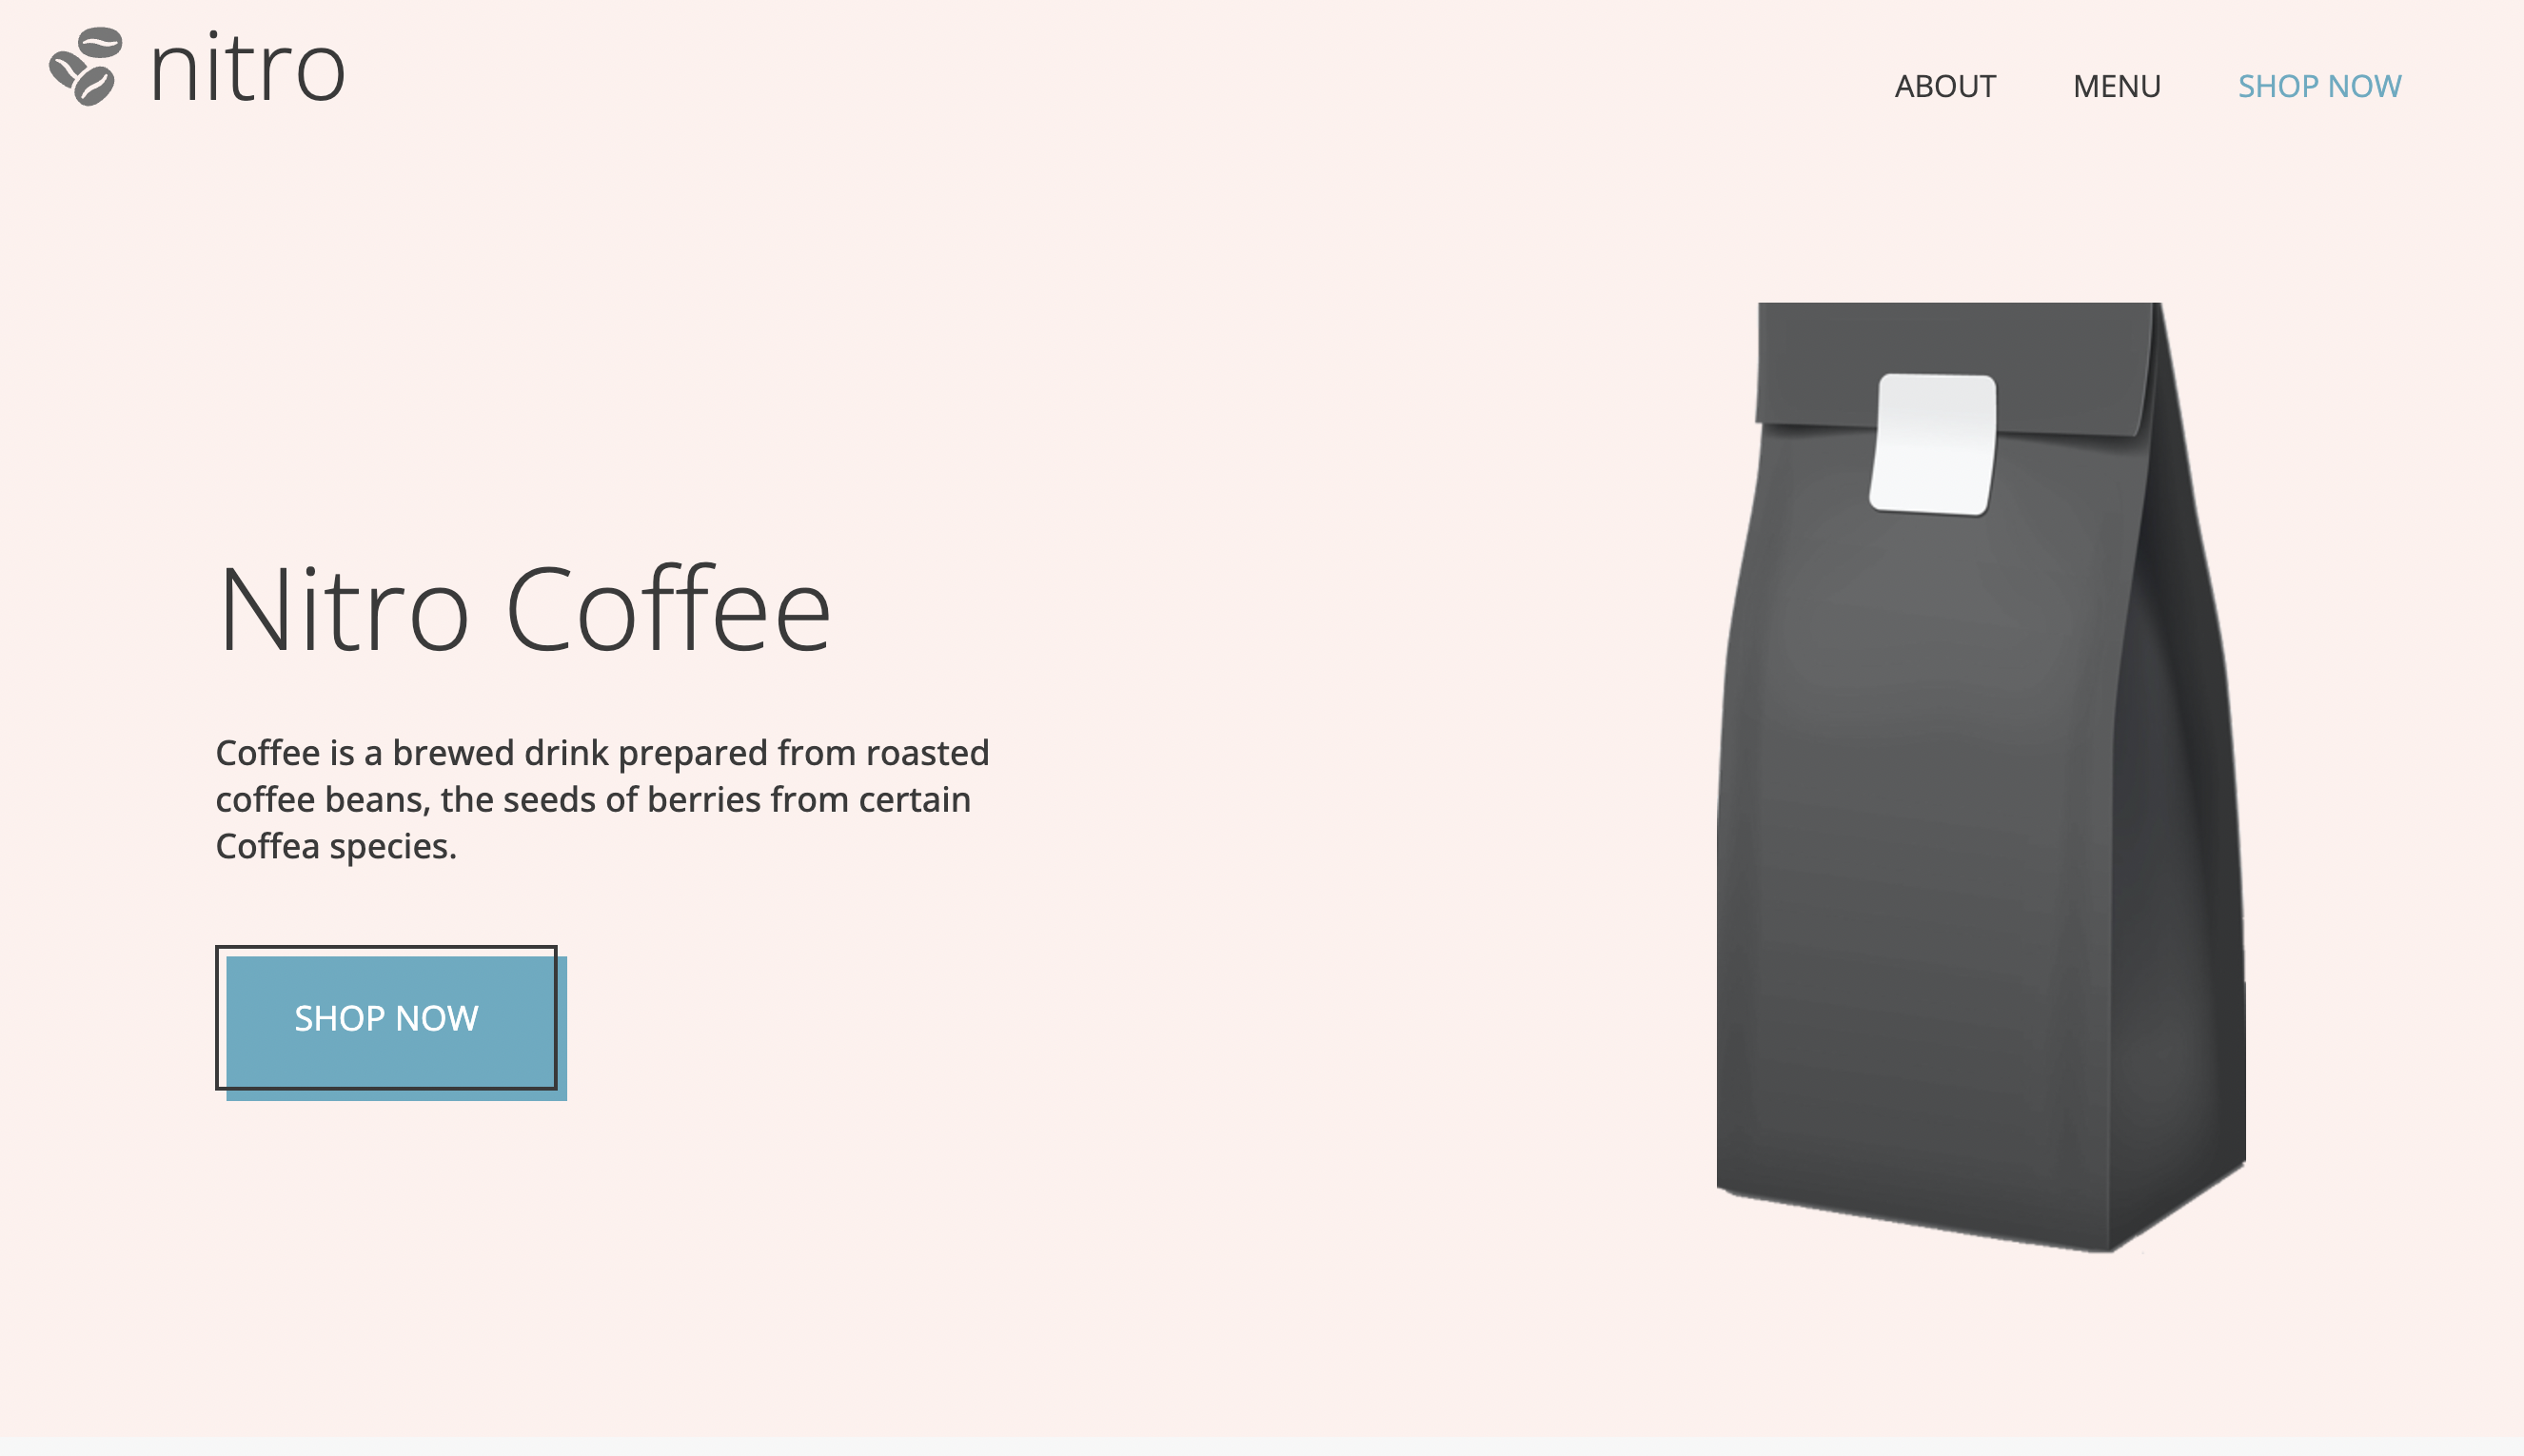 nitro
ABOUT MENU SHOP NOW
Nitro Coffee
Coffee is a brewed drink prepared from roasted
coffee beans, the seeds of berries from certain
Coffea species.
SHOP NOW